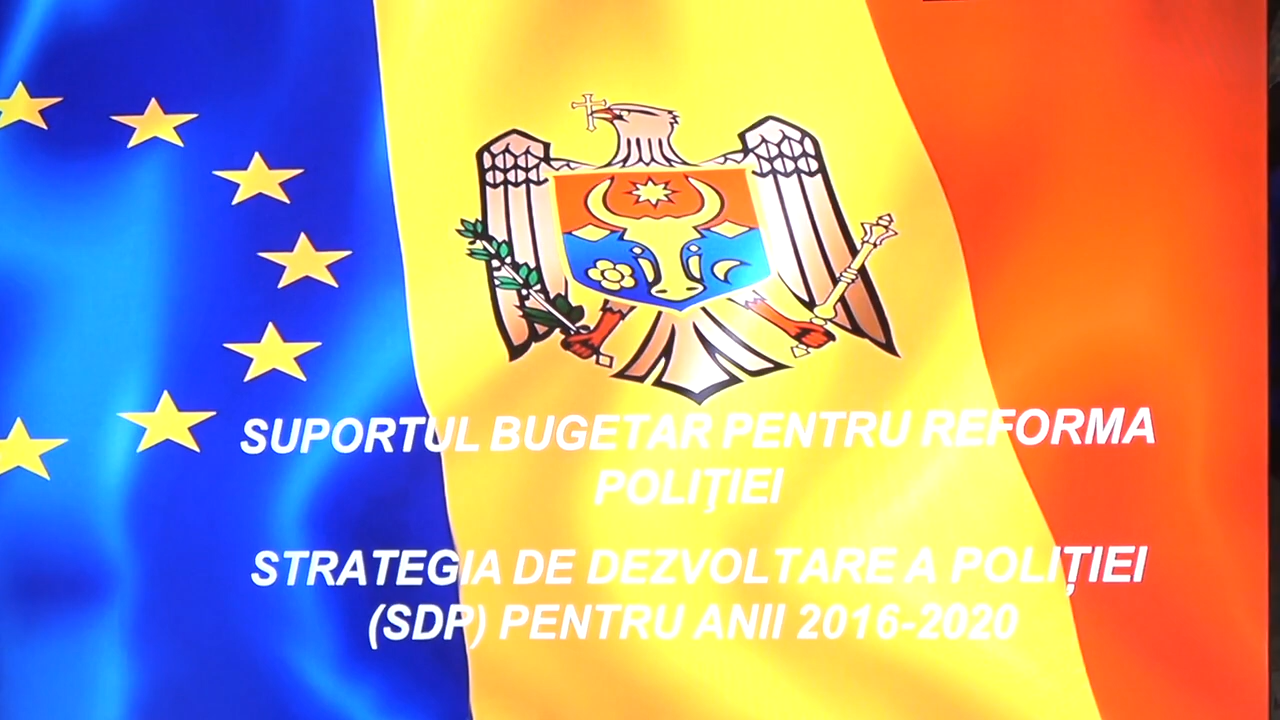 SUPORTUL BUGETAR PENTRU REFORMA
POLIŢIEI
STRATEGIA DE DEZVOLTARE A POLIȚIEI
(SDP) PENTRU ANII 2016-2020